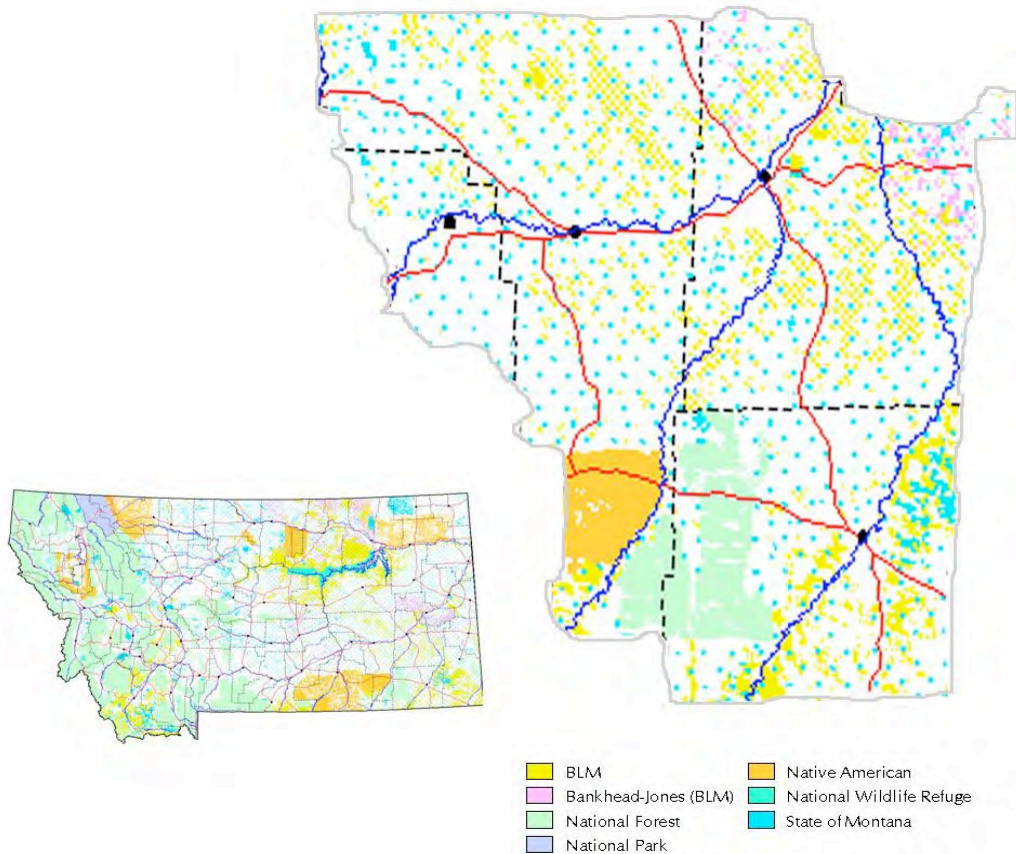 BLM
Bankhead-Jones (BLM)
National Forest
National Park
Native American
National Wildlife Refuge
State of Montana